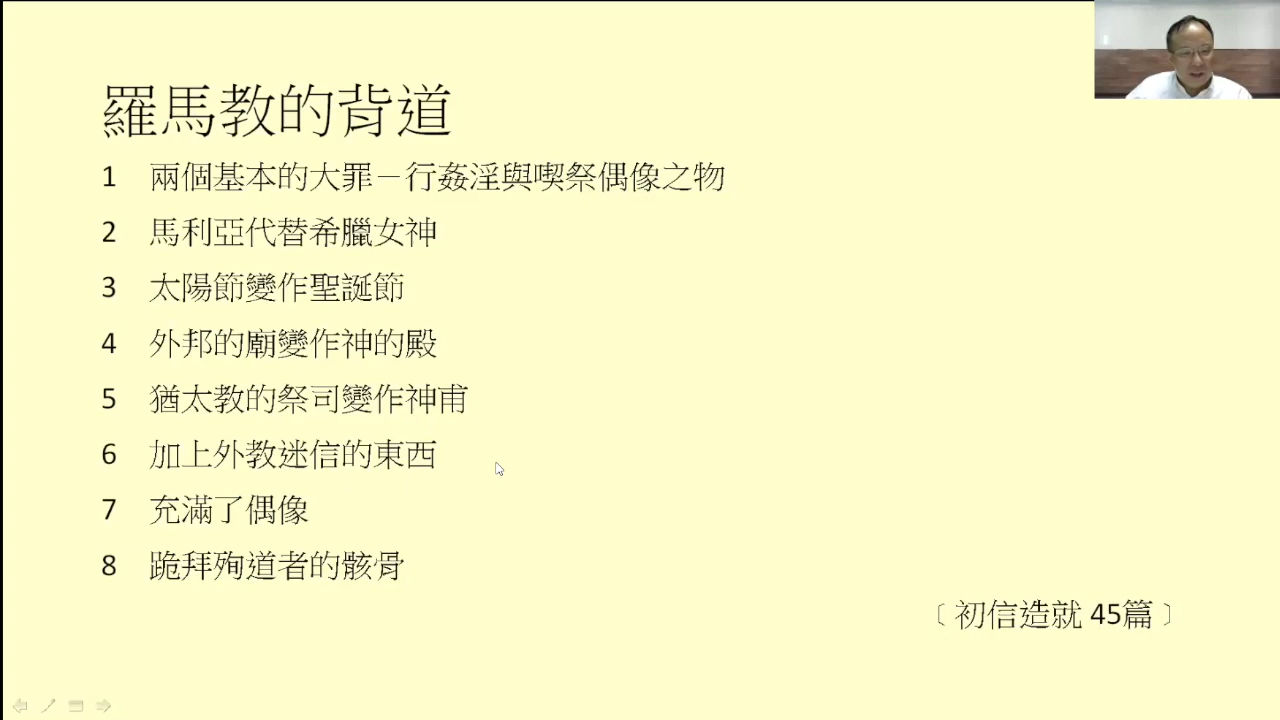 羅馬教的背道
1 兩個基本的大罪－行姦淫與喫祭偶像之物
2 馬利亞代替希臘女神
3 太陽節變作聖誕節
4 外邦的廟變作神的殿
5 猶太教的祭司變作神甫
6 加上外教迷信的東西
7 充滿了偶像
8 跪拜殉道者的骸骨
﹝初信造就 45篇﹞